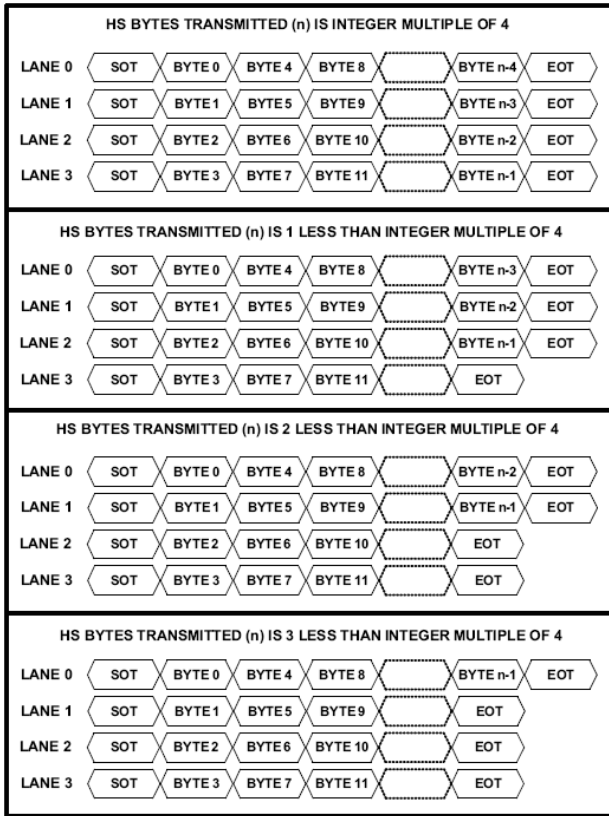 HS BYTES TRANSMITTED (n) IS INTEGER MULTIPLE OF 4
LANE 0 SOT BYTE 0 BYTE 4 BYTE 8 BYTE n-4 EOT
LANE 1 SOT BYTE 1 BYTE 5 BYTE 9 BYTE n-3 EOT
LANE 2 SOT BYTE 2 BYTE 6 BYTE 10 BYTE n-2 EOT
LANE 3 SOT BYTE 3 BYTE 7 BYTE 11 BYTE n-1 EOT
HS BYTES TRANSMITTED (n) IS 1 LESS THAN INTEGER MULTIPLE OF 4
LANE 0 SOT BYTE 0 BYTE 4 BYTE 8 BYTE n-3 EOT
LANE 1 SOT BYTE 1 BYTE 5 BYTE 9 BYTE n-2 EOT
LANE 2 SOT BYTE 2 BYTE 6 BYTE 10 BYTE n-1 EOT
LANE 3 SOT BYTE 3 BYTE 7 BYTE 11 EOT
HS BYTES TRANSMITTED (n) IS 2 LESS THAN INTEGER MULTIPLE OF 4
LANE 0 SOT BYTE 0 BYTE 4 BYTE 8 BYTE n-2 EOT
LANE 1 SOT BYTE 1 BYTE 5 BYTE 9 BYTE n-1 EOT
LANE 2 SOT BYTE 2 BYTE 6 BYTE 10 EOT
LANE 3 SOT BYTE 3 BYTE 7 BYTE 11 EOT
HS BYTES TRANSMITTED (n) IS 3 LESS THAN INTEGER MULTIPLE OF 4
LANE 0 SOT BYTE 0 BYTE 4 BYTE 8 BYTE n-1 EOT
LANE 1 SOT BYTE 1 BYTE 5 BYTE 9 EOT
LANE 2 SOT BYTE 2 BYTE 6 BYTE 10 EOT
LANE 3 SOT BYTE 3 BYTE 7 BYTE 11 EOT